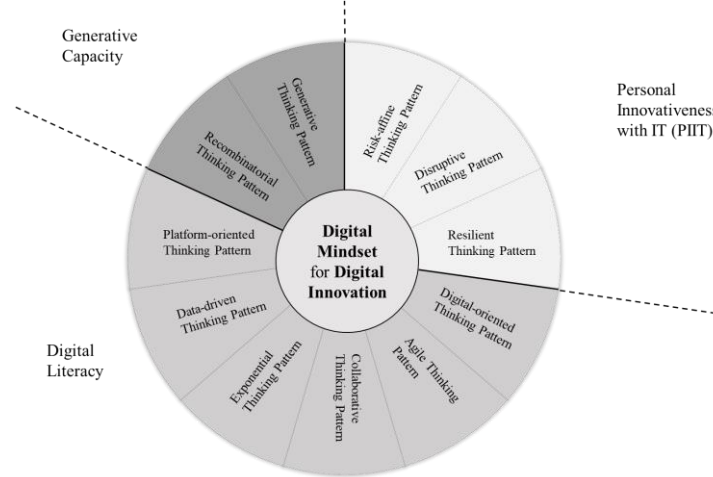 Generative
Capacity
Personal
Innovativeness
with IT (PIIT)
Digital
Literacy
Generative
Thinking Pattern
Recombinatorial
Thinking Pattern
Risk-affine
Thinking Pattern
Disruptive
Thinking Pattern
Resilient
Thinking Pattern
Platform-oriented
Thinking Pattern
Data-driven
Thinking Pattern
Exponential
Thinking Pattern
Collaborative
Thinking Pattern
Agile Thinking
Pattern
Digital-oriented
Thinking Pattern
Digital
Mindset
for Digital
Innovation